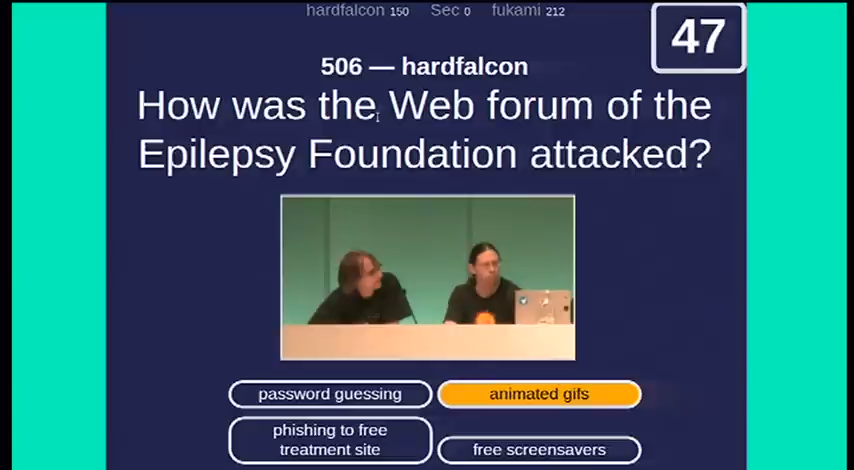 hardfalcon 150 Sec 0 fukami 212
47
506 — hardfalcon
How was the Web forum of the
Epilepsy Foundation attacked?
password guessing
animated gifs
phishing to free
treatment site
free screensavers